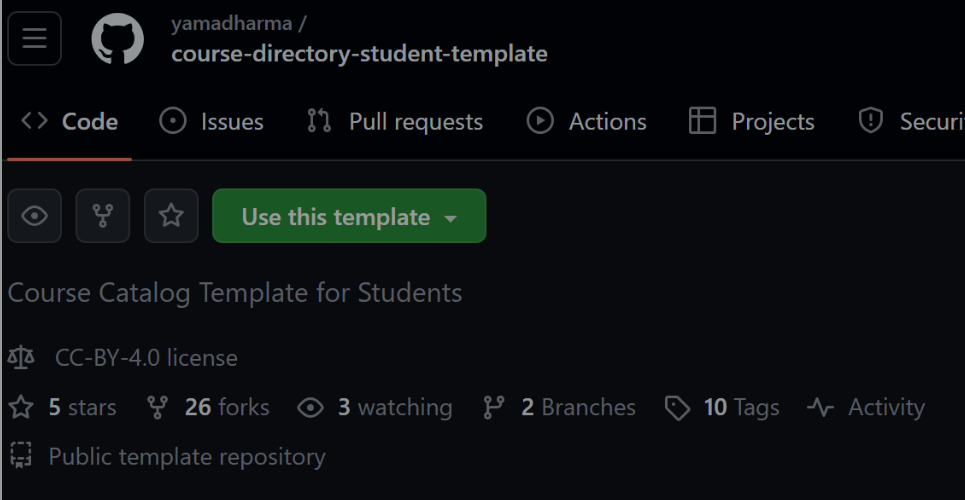 yamadharma /
course-directory-student-template
Code Issues Pull requests Actions Projects Securi
Use this template
Course Catalog Template for Students
CC-BY-4.0 license
5 stars 26 forks 3 watching 2 Branches 10 Tags Activity
Public template repository